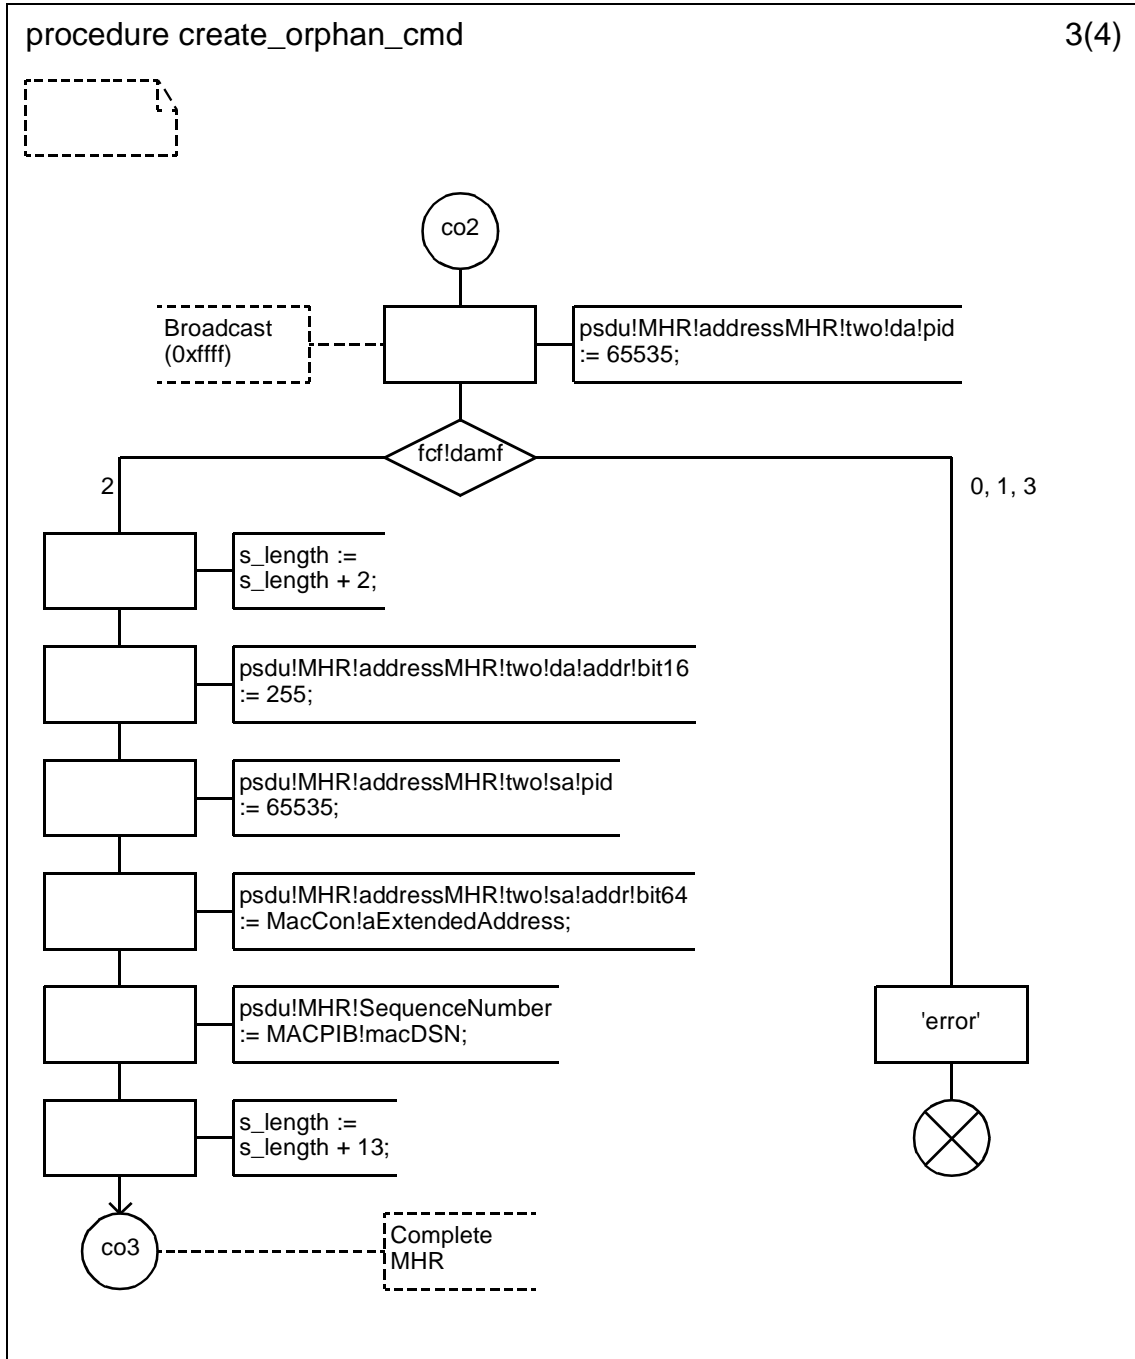 procedure create_orphan_cmd
3(4)
co2
Broadcast
(0xffff)
psdu!MHR!addressMHR!two!da!pid
:= 65535;
fcf!damf
2
0, 1, 3
s_length :=
s_length + 2;
psdu!MHR!addressMHR!two!da!addr!bit16
:= 255;
psdu!MHR!addressMHR!two!sa!pid
:= 65535;
psdu!MHR!addressMHR!two!sa!addr!bit64
:= MacCon!aExtendedAddress;
psdu!MHR!SequenceNumber
:= MACPIB!macDSN;
'error'
s_length :=
s_length + 13;
co3
Complete
MHR